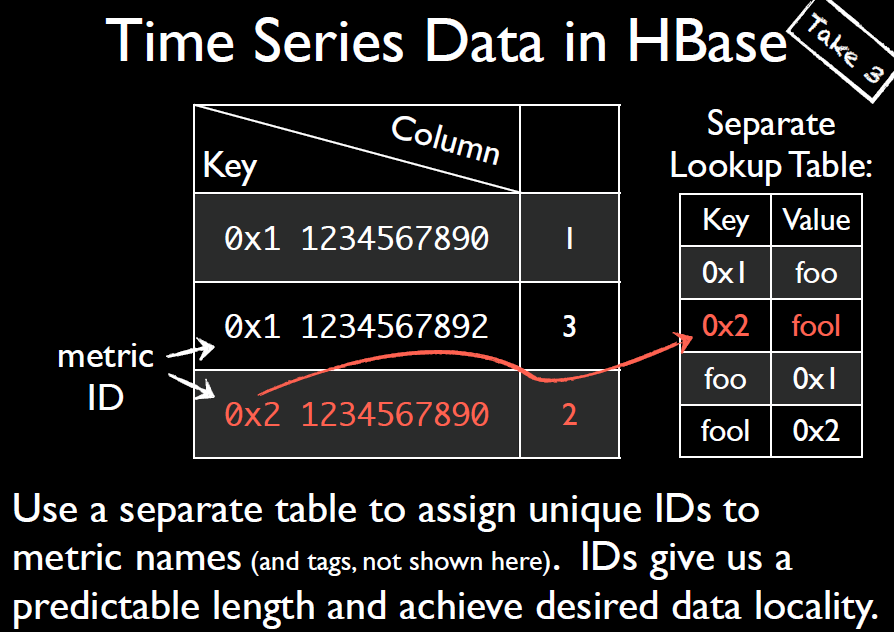 Time Series Data in HBase
Take 3
Column
Key
0x1 1234567890 1
0x1 1234567892 3
0x2 1234567890 2
metric
ID
Separate
Lookup Table:
Key Value
0x1 foo
0x2 fool
foo 0x1
fool 0x2
Use a separate table to assign unique IDs to
metric names (and tags, not shown here). IDs give us a
predictable length and achieve desired data locality.